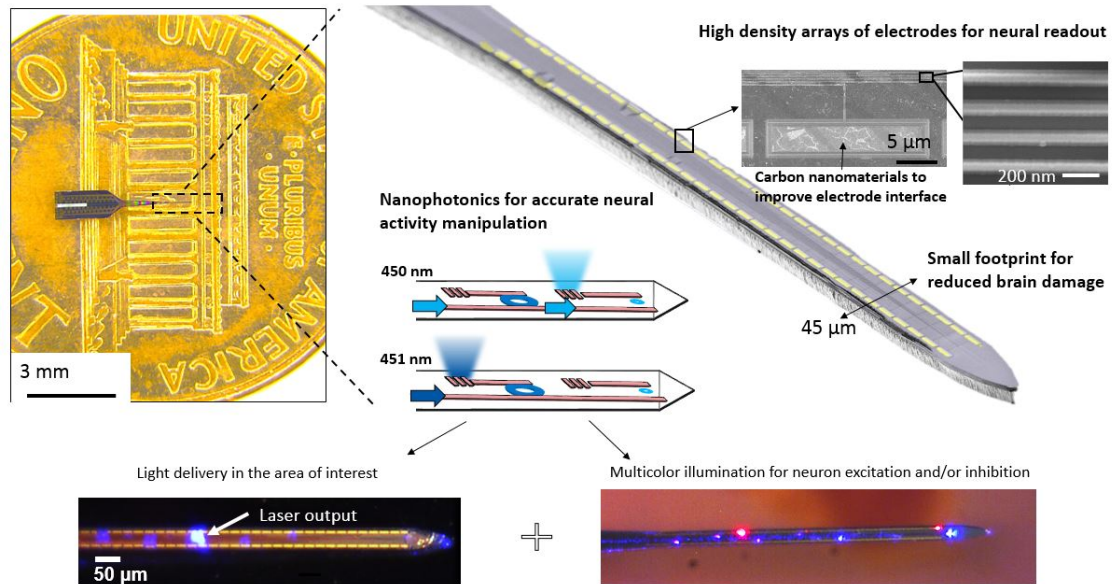 UNITED ST
E·PLURIBUS
·UNUM·
AMERICA
3 mm
High density arrays of electrodes for neural readout
5 µm
200 nm
Carbon nanomaterials to
improve electrode interface
Nanophotonics for accurate neural
activity manipulation
450 nm
451 nm
Small footprint for
reduced brain damage
45 µm
Light delivery in the area of interest
Multicolor illumination for neuron excitation and/or inhibition
Laser output
50 µm